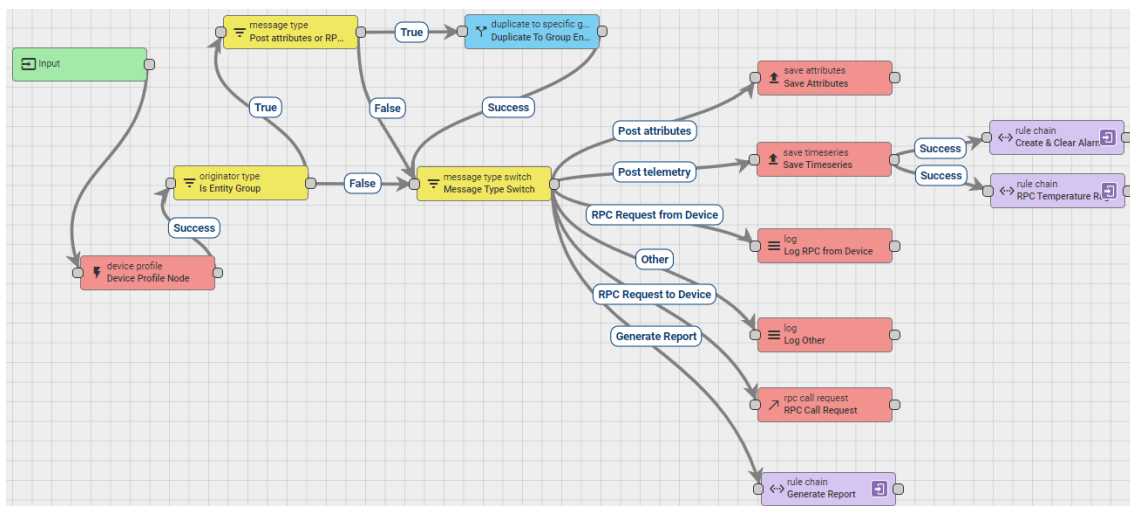 message type
Post attributes or RP...
True
duplicate to specific g...
Duplicate To Group En...
Input
save attributes
Save Attributes
True
False
Success
Post attributes
rule chain
Create & Clear Alarm
Success
save timeseries
Save Timeseries
originator type
Is Entity Group
False
message type switch
Message Type Switch
Post telemetry
Success
rule chain
RPC Temperature
RPC Request from Device
Success
log
Log RPC from Device
Other
device profile
Device Profile Node
RPC Request to Device
log
Log Other
Generate Report
rpc call request
RPC Call Request
rule chain
Generate Report